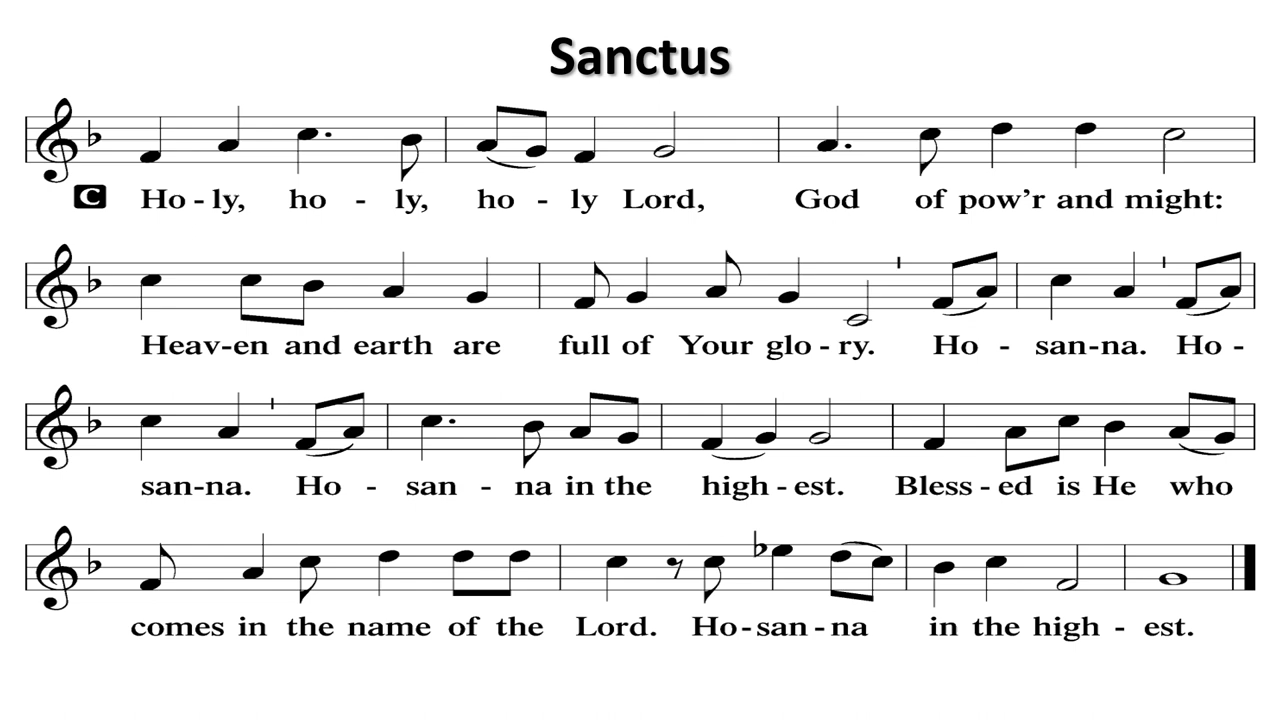 Sanctus
C Ho - ly, ho - ly, ho - ly Lord, God of pow’r and might:
Heav-en and earth are full of Your glo - ry. Ho - san-na. Ho -
san-na. Ho - san - na in the high - est. Bless - ed is He who
comes in the name of the Lord. Ho - san - na in the high - est.